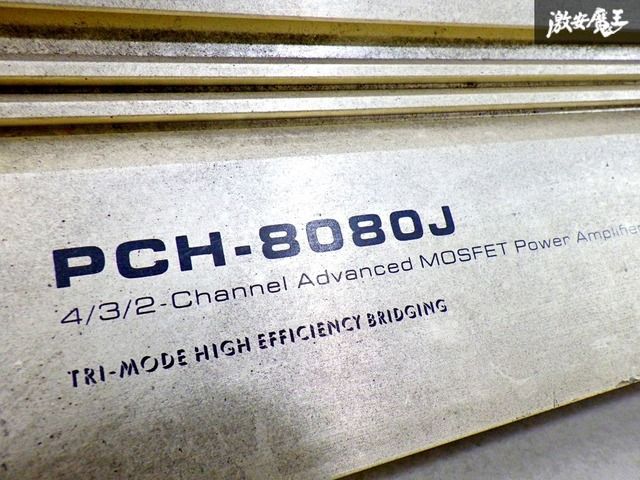 激安魔王
PCH-8080J
4/3/2-Channel Advanced MOSFET Power Amplifier
TRI-MODE HIGH EFFICIENCY BRIDGING